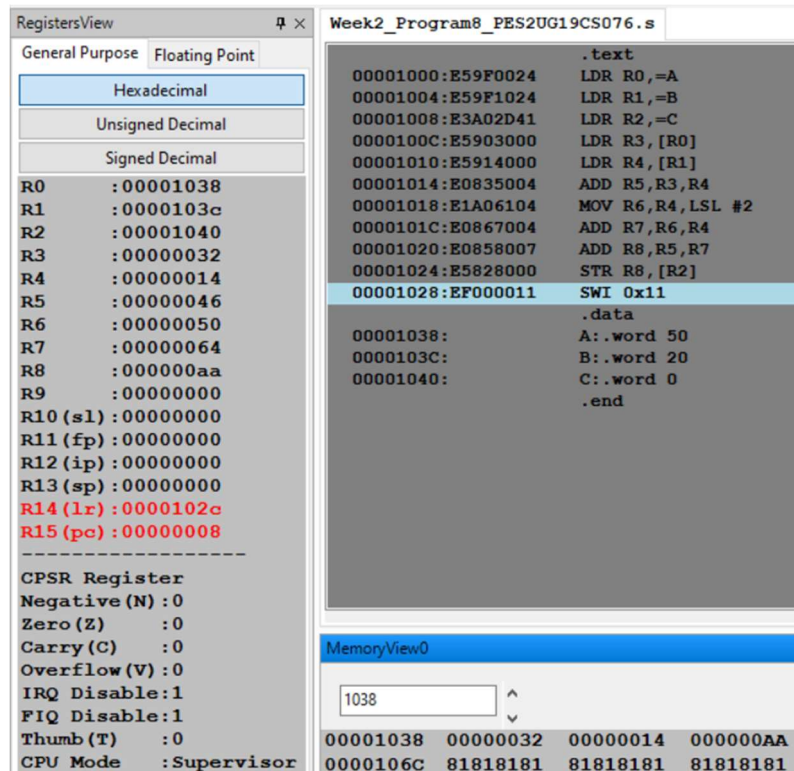 RegistersView
General Purpose Floating Point
Hexadecimal
Unsigned Decimal
Signed Decimal
R0 :00001038
R1 :0000103c
R2 :00001040
R3 :00000032
R4 :00000014
R5 :00000046
R6 :00000050
R7 :00000064
R8 :000000aa
R9 :00000000
R10(sl):00000000
R11(fp):00000000
R12(ip):00000000
R13(sp):00000000
R14(lr):0000102c
R15(pc):00000008
-------------------
CPSR Register
Negative(N):0
Zero(Z) :0
Carry(C) :0
Overflow(V):0
IRQ Disable:1
FIQ Disable:1
Thumb(T) :0
CPU Mode :Supervisor
Week2_Program8_PES2UG19CS076.s
.text
00001000:E59F0024 LDR R0,=A
00001004:E59F1024 LDR R1,=B
00001008:E3A02D41 LDR R2,=C
0000100C:E5903000 LDR R3,[R0]
00001010:E5914000 LDR R4,[R1]
00001014:E0835004 ADD R5,R3,R4
00001018:E1A06104 MOV R6,R4,LSL #2
0000101C:E0867004 ADD R7,R6,R4
00001020:E0858007 ADD R8,R5,R7
00001024:E5828000 STR R8,[R2]
00001028:EF000011 SWI 0x11
.data
00001038: A:.word 50
0000103C: B:.word 20
00001040: C:.word 0
.end
MemoryView0
1038
00001038 00000032 00000014 000000AA
0000106C 81818181 81818181 81818181